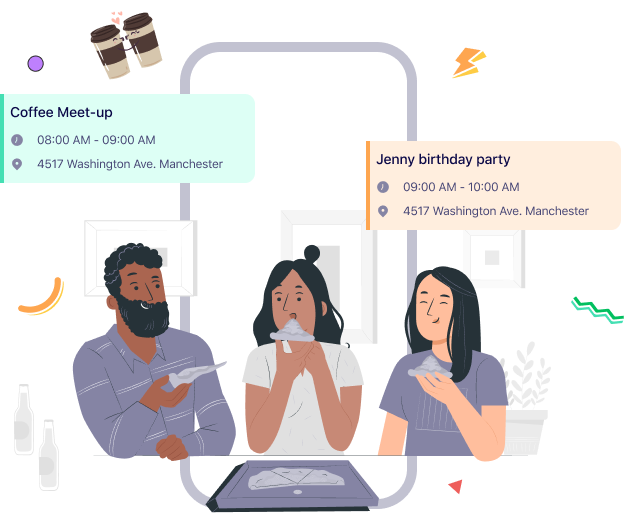 Coffee Meet-up
08:00 AM - 09:00 AM
4517 Washington Ave. Manchester
Jenny birthday party
09:00 AM - 10:00 AM
4517 Washington Ave. Manchester